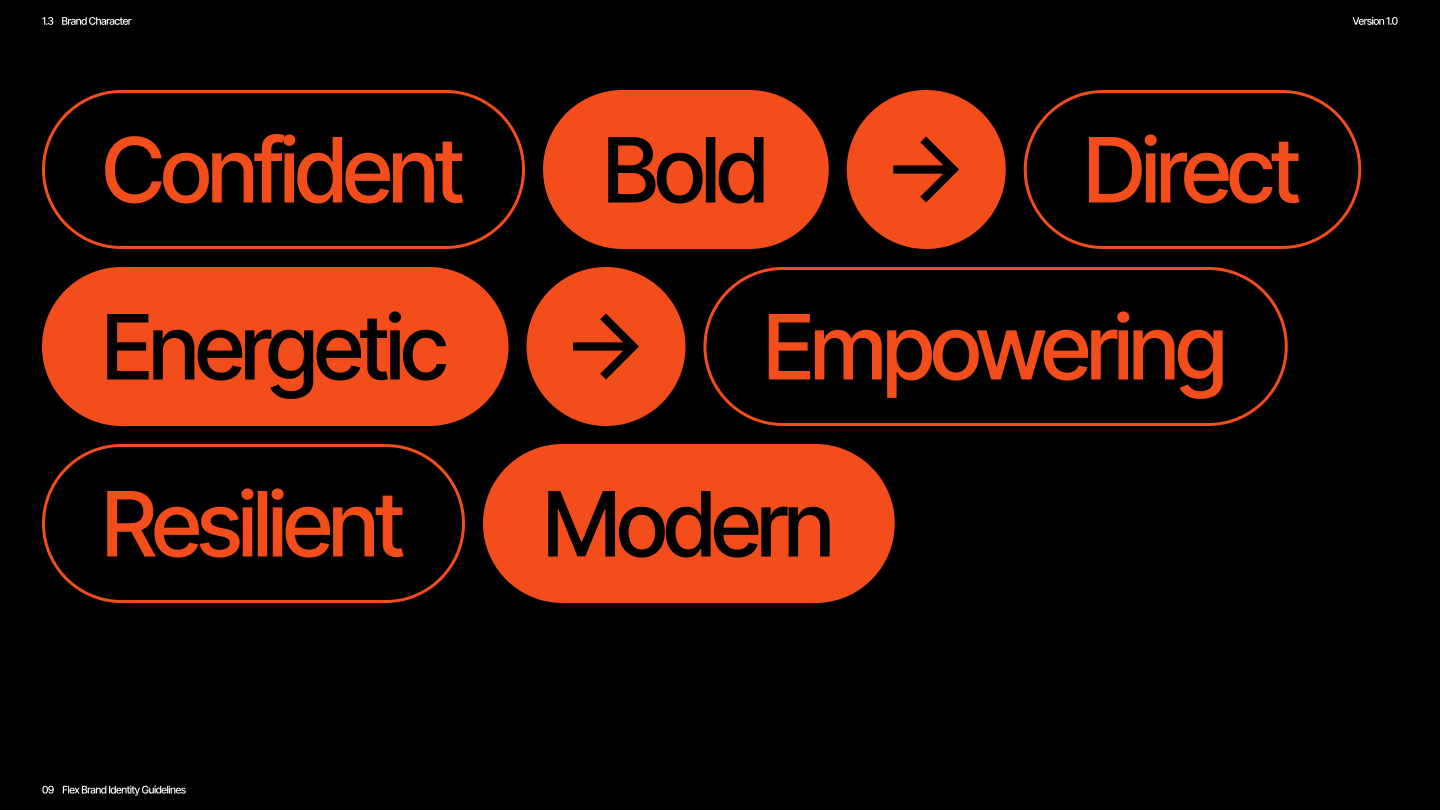 1.3 Brand Character
Version 1.0
Confident Bold → Direct
Energetic → Empowering
Resilient Modern
09 Flex Brand Identity Guidelines